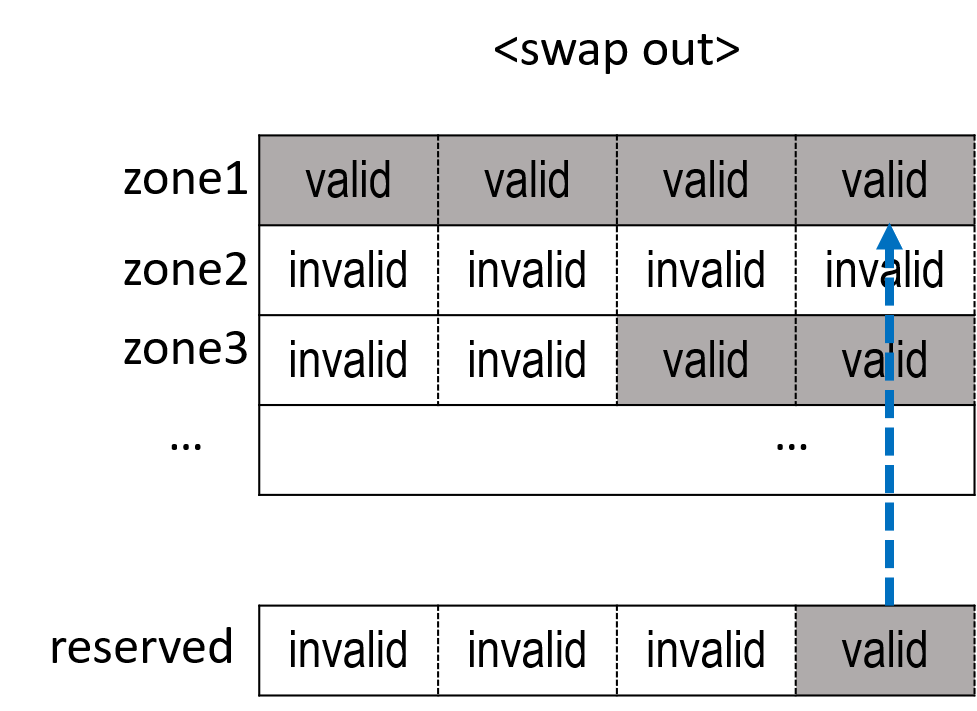 <swap out>
zone1 valid valid valid valid
zone2 invalid invalid invalid invalid
zone3 invalid invalid valid valid
... ...
reserved invalid invalid invalid valid